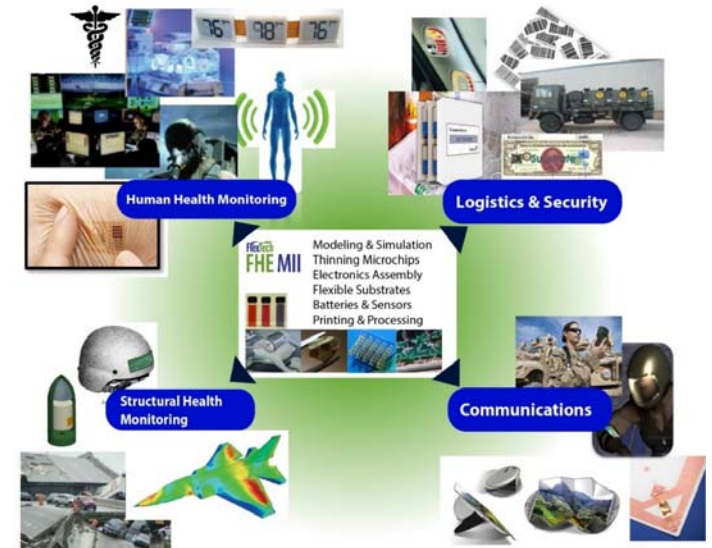 76° 98° 76°
Human Health Monitoring
Logistics & Security
FlexTech
FHE MII
Modeling & Simulation
Thinning Microchips
Electronics Assembly
Flexible Substrates
Batteries & Sensors
Printing & Processing
Structural Health
Monitoring
Communications